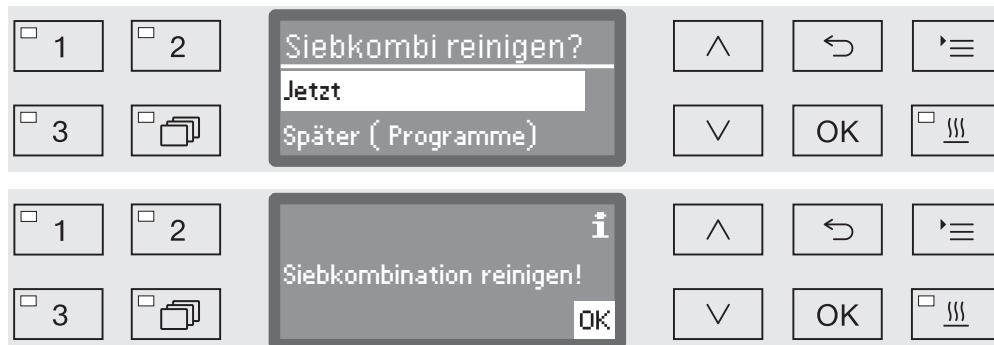 1 2
Siebkombi reinigen?
Jetzt
3
Später ( Programme)
OK
1 2
i
Siebkombination reinigen!
3
OK
OK